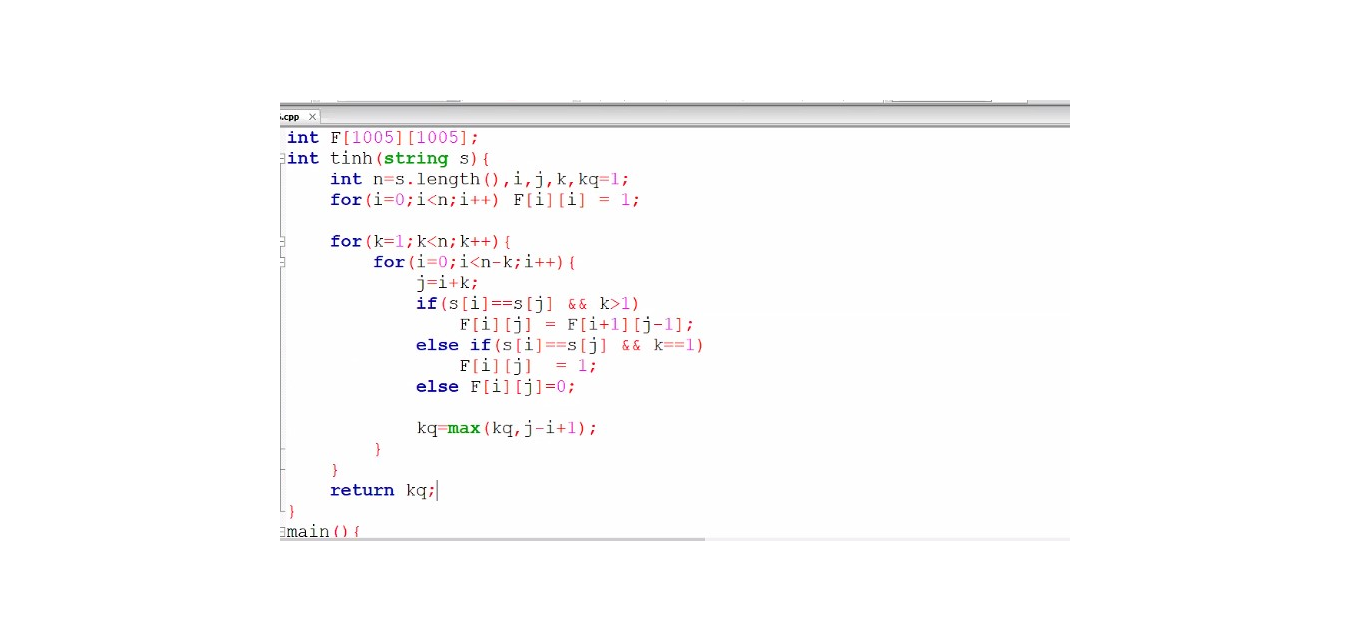 .cpp
int F[1005][1005];
int tinh(string s){
int n=s.length(),i,j,k,kq=1;
for(i=0;i<n;i++) F[i][i] = 1;
for(k=1;k<n;k++){
for(i=0;i<n-k;i++){
j=i+k;
if(s[i]==s[j] && k>1)
F[i][j] = F[i+1][j-1];
else if(s[i]==s[j] && k==1)
F[i][j] = 1;
else F[i][j]=0;
kq=max(kq,j-i+1);
}
}
return kq;
}
main(){